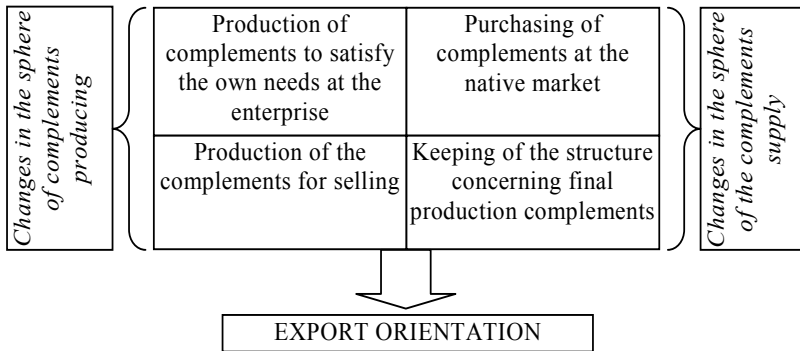 Changes in the sphere
of complements
producing
Production of
complements to satisfy
the own needs at the
enterprise
Purchasing of
complements at the
native market
Production of the
complements for selling
Keeping of the structure
concerning final
production complements
Changes in the sphere
of the complements
supply
EXPORT ORIENTATION